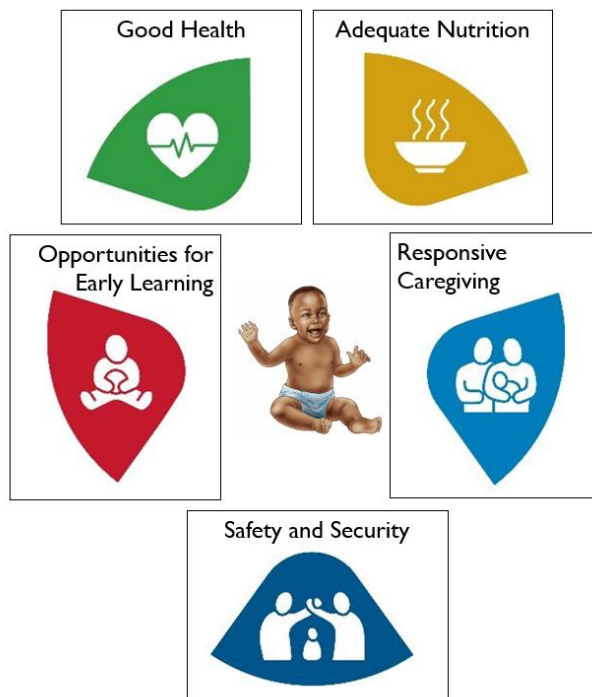 Good Health
Adequate Nutrition
Opportunities for
Early Learning
Responsive
Caregiving
Safety and Security